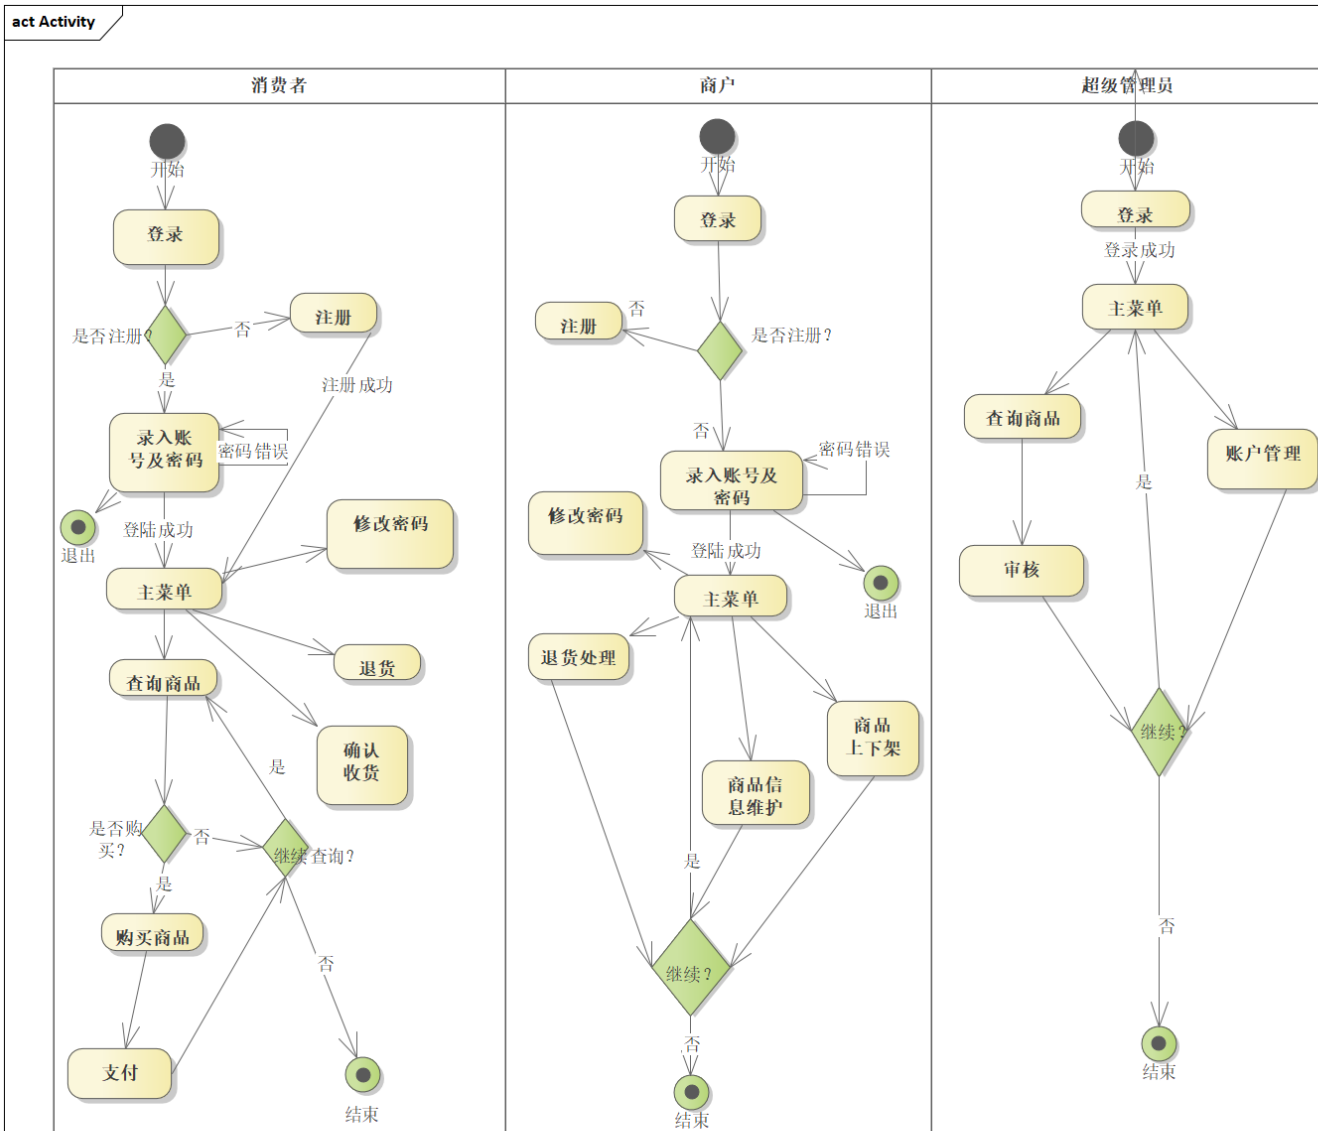 act Activity
消费者
商户
超级管理员
开始
登录
是否注册?
否
注册
是
注册成功
录入账
号及密码
密码错误
退出
登陆成功
修改密码
主菜单
退货
查询商品
确认
收货
是
是否购
买?
否
继续查询?
是
购买商品
否
支付
结束
开始
登录
否
注册
是否注册?
否
密码错误
录入账号及
密码
修改密码
登陆成功
退出
主菜单
退货处理
商品
上下架
商品信
息维护
是
继续?
否
结束
开始
登录
登录成功
主菜单
查询商品
账户管理
是
审核
继续?
否
结束